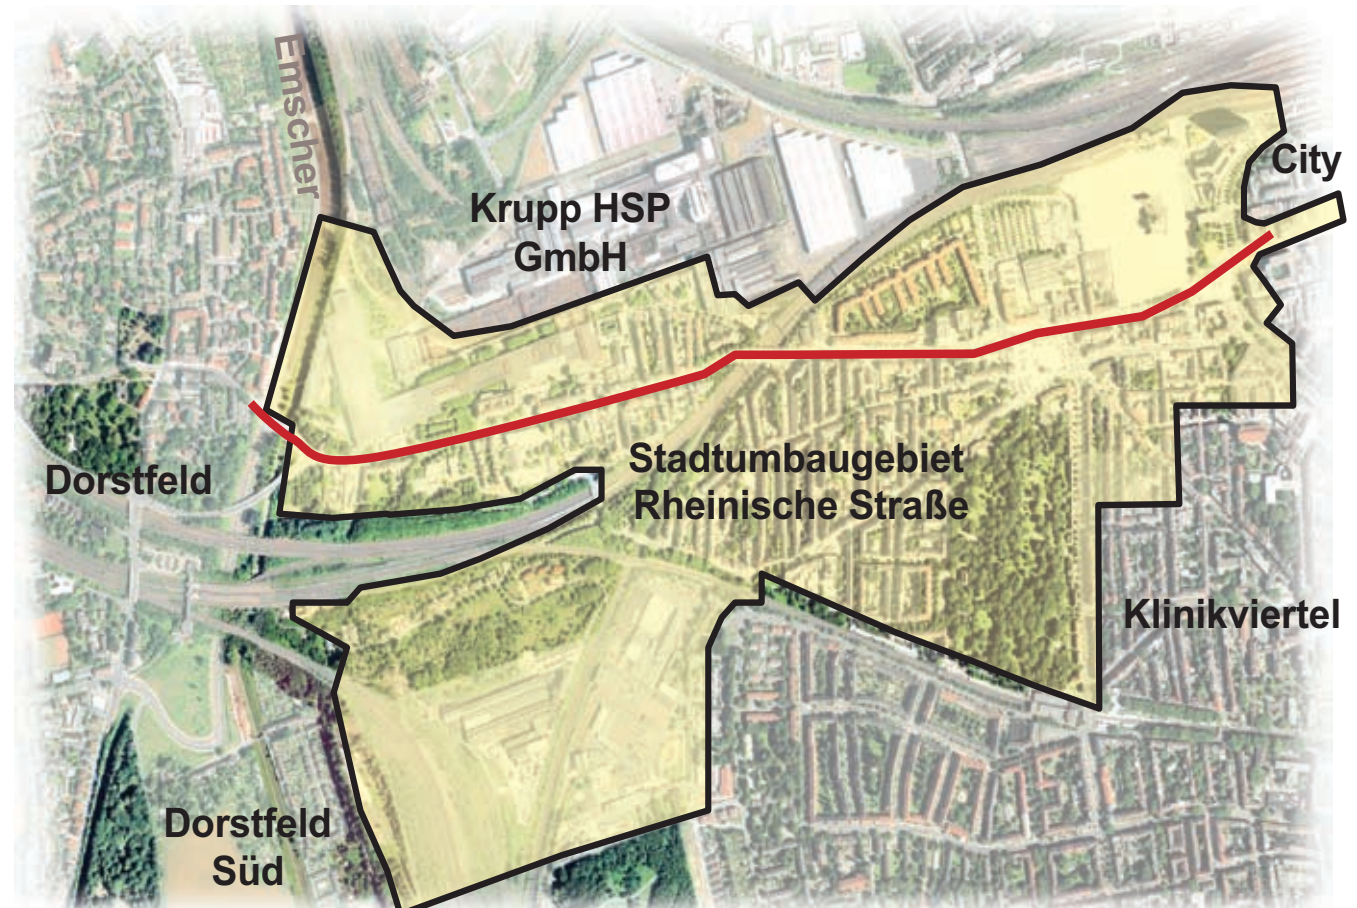 Emscher
City
Krupp HSP
GmbH
Dorstfeld
Stadtumbaugebiet
Rheinische Straße
Klinikviertel
Dorstfeld
Süd